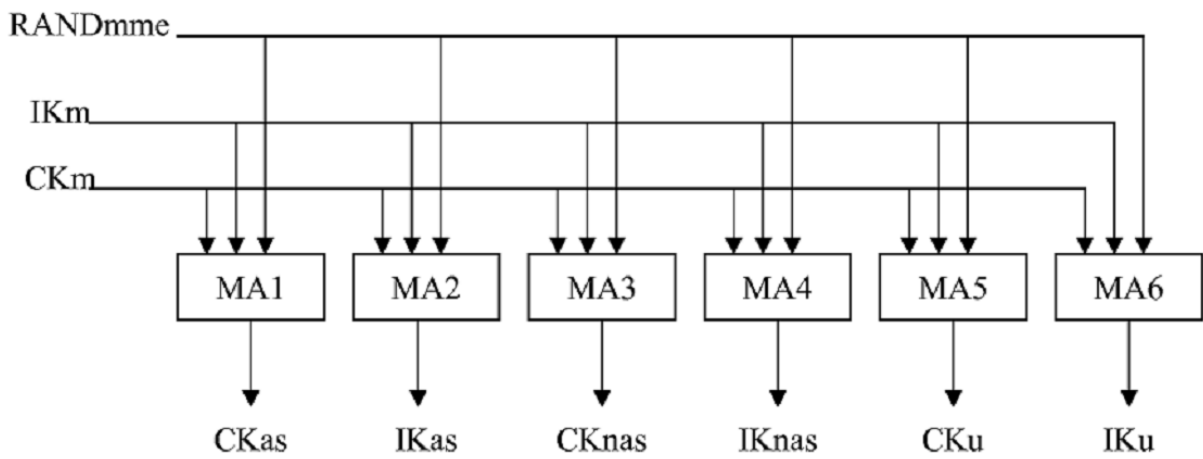 RANDmme
IKm
CKm
MA1 MA2 MA3 MA4 MA5 MA6
CKas IKas CKnas IKnas CKu IKu